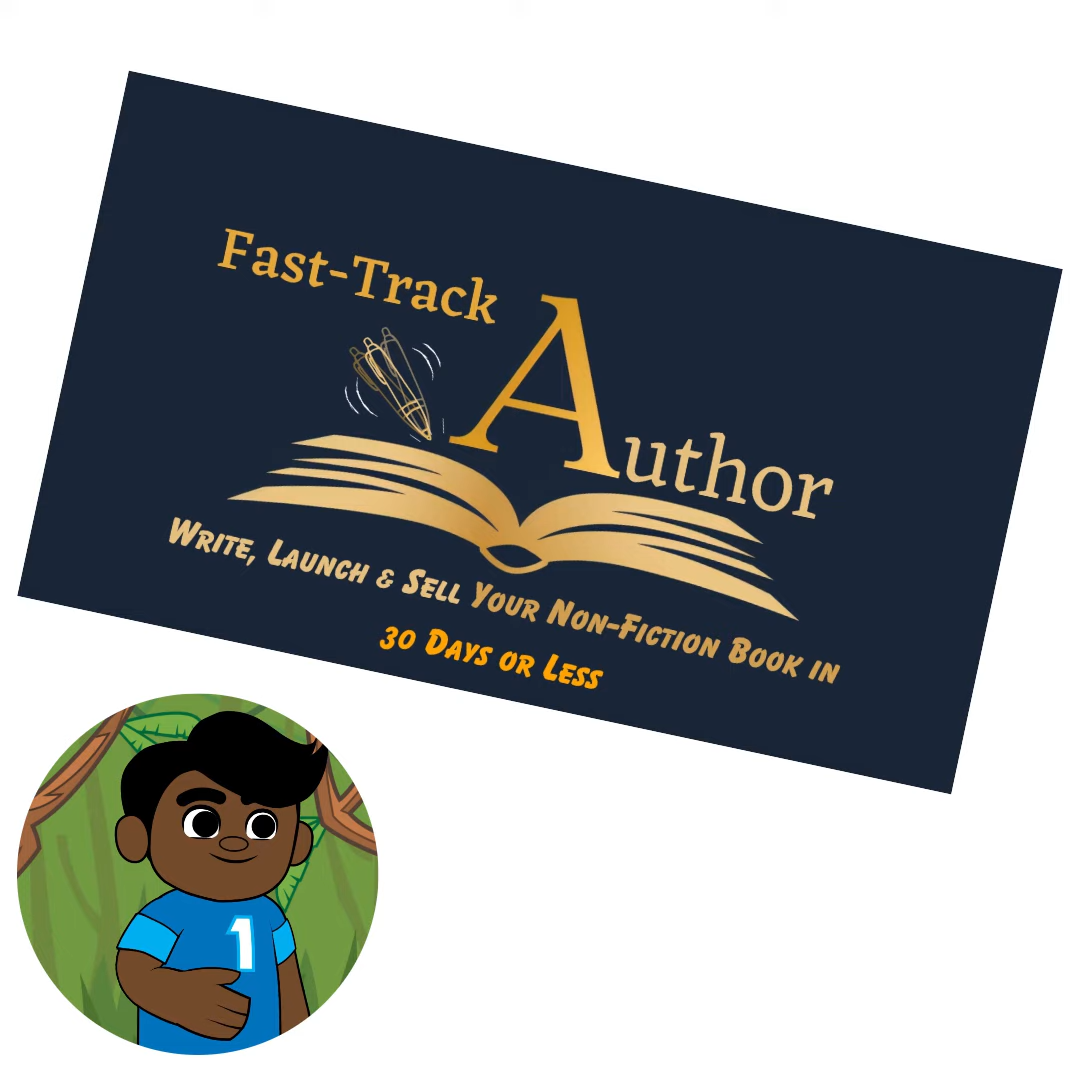 Fast-Track
Author
Write, Launch & Sell Your Non-Fiction Book in
30 Days or Less
1